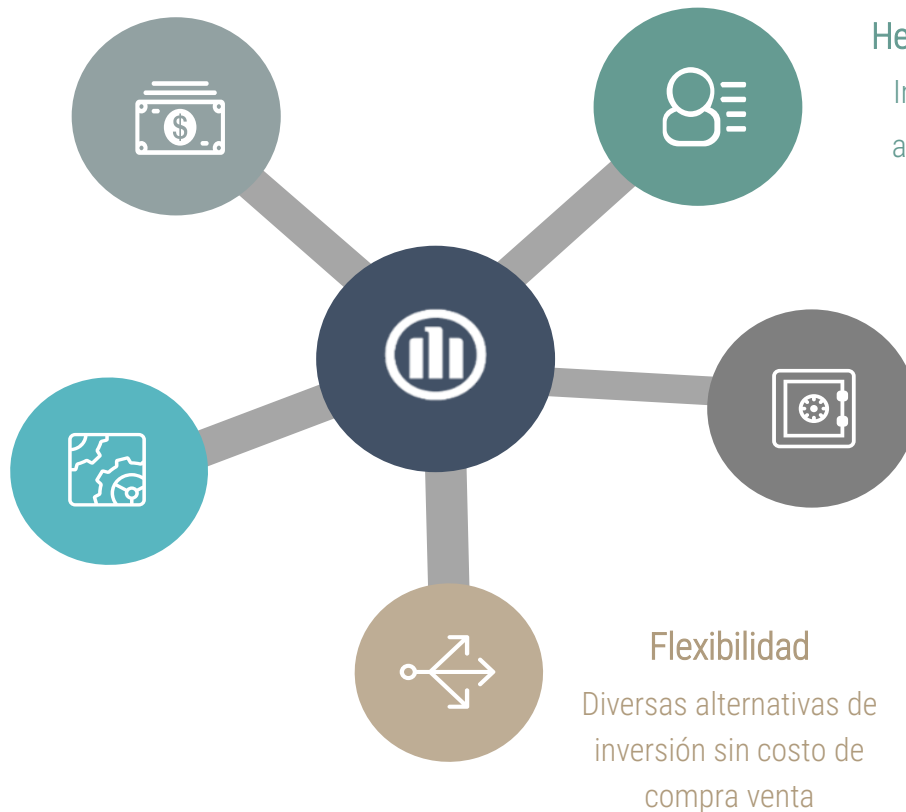 Flexibilidad
Diversas alternativas de
inversión sin costo de
compra venta